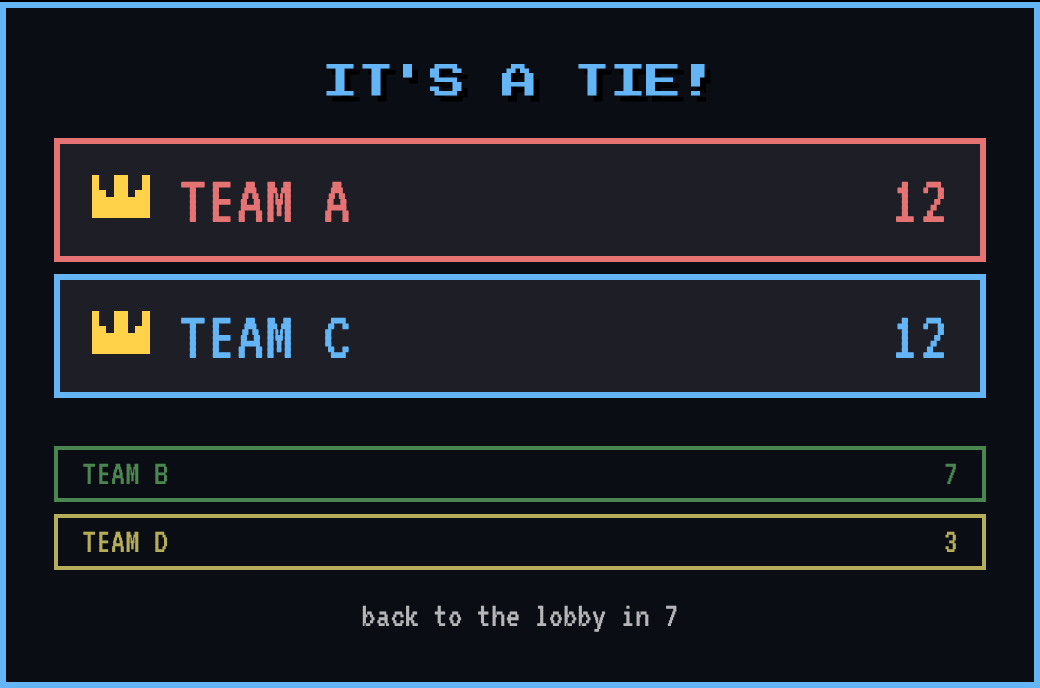 IT'S A TIE!
TEAM A 12
TEAM C 12
TEAM B 7
TEAM D 3
back to the lobby in 7